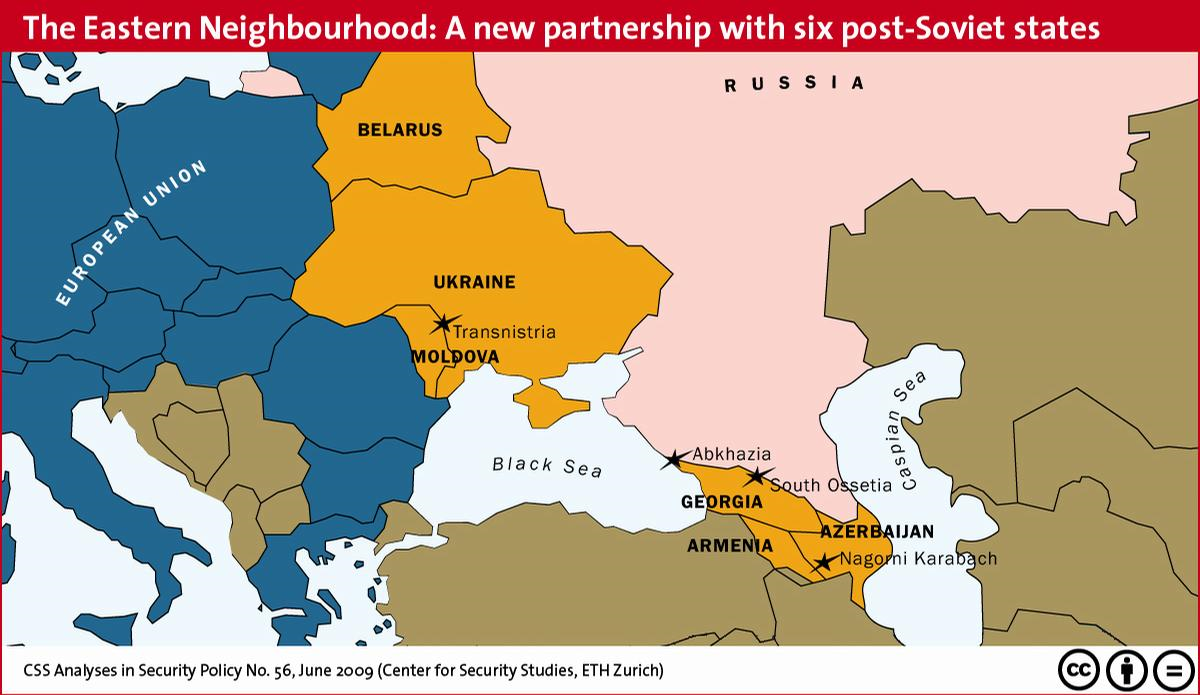 The Eastern Neighbourhood: A new partnership with six post-Soviet states
RUSSIA
BELARUS
EUROPEAN UNION
UKRAINE
Transnistria
MOLDOVA
Caspian Sea
Black Sea
Abkhazia
South Ossetia
GEORGIA
AZERBAIJAN
ARMENIA
Nagorni Karabach
CSS Analyses in Security Policy No. 56, June 2009 (Center for Security Studies, ETH Zurich)
cc